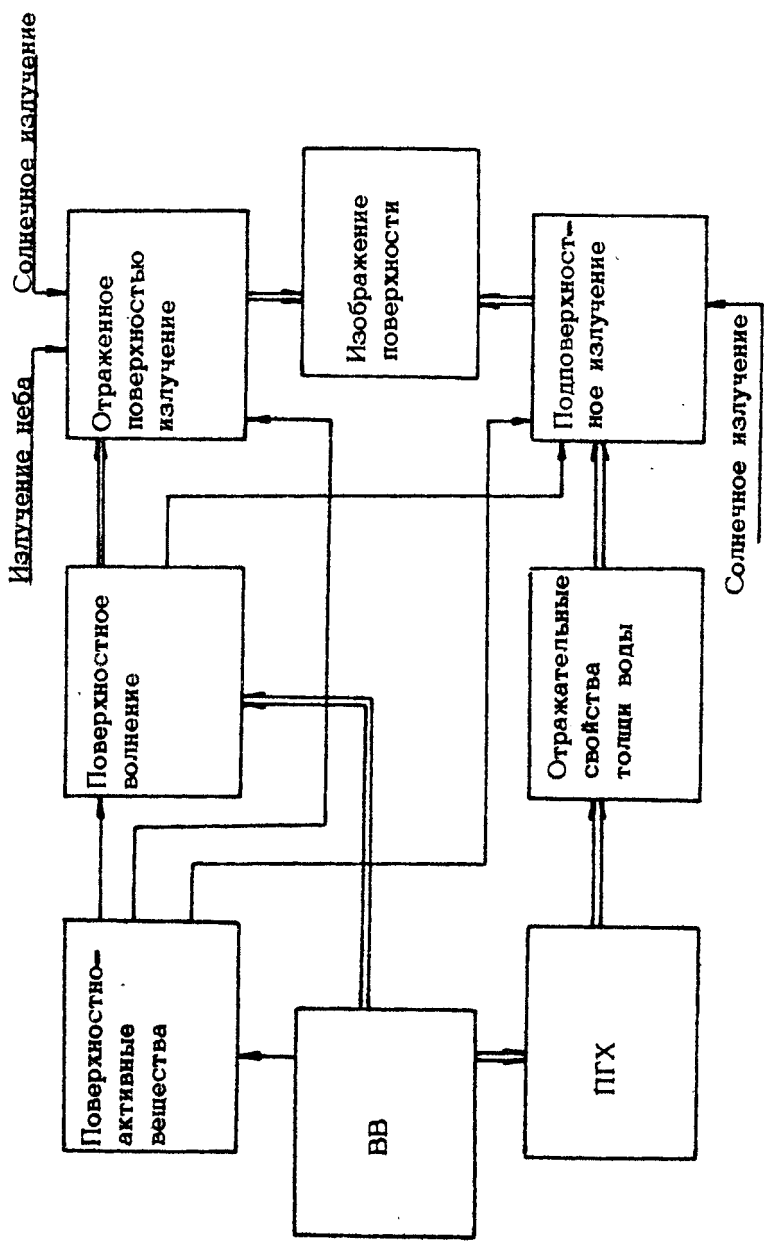 Излучение неба
Солнечное излучение
Поверхностно-
активные
вещества
Поверхностное
волнение
Отраженное
поверхностью
излучение
ВВ
Изображение
поверхности
ПГХ
Отражательные
свойства
толщи воды
Подповерхност-
ное излучение
Солнечное излучение